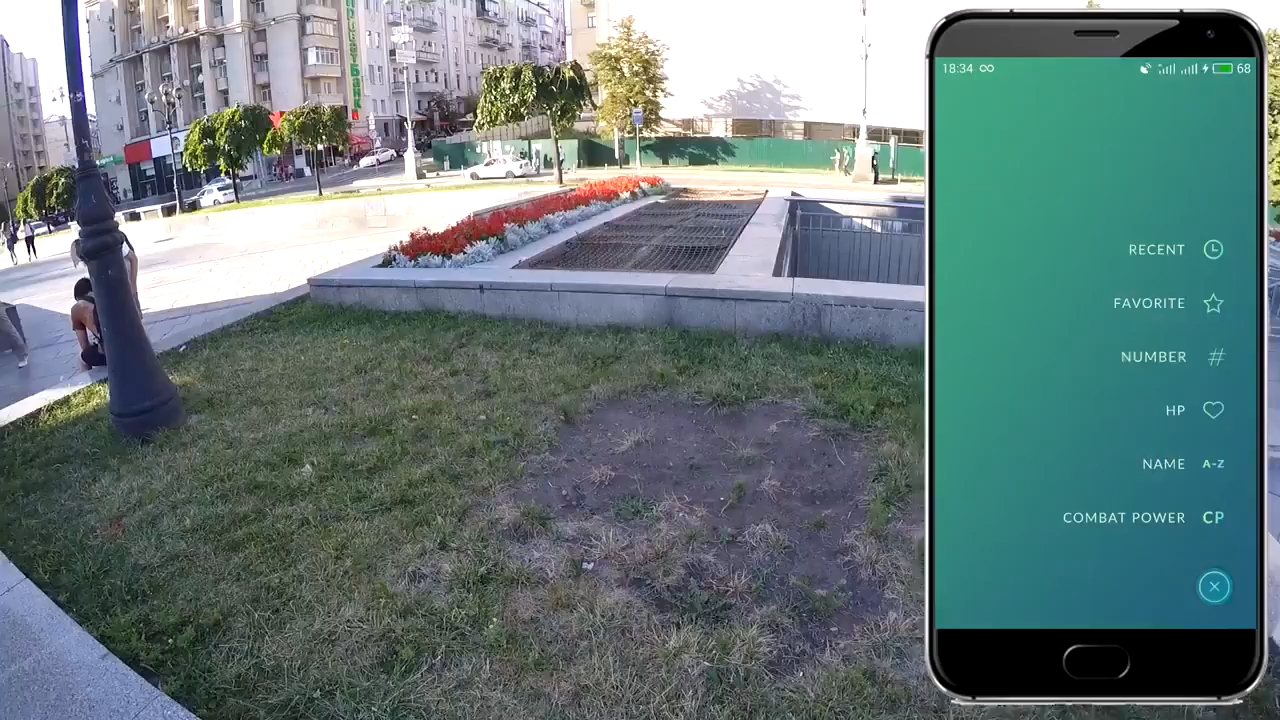 18:34
68
RECENT
FAVORITE
NUMBER #
HP
NAME A-Z
COMBAT POWER CP